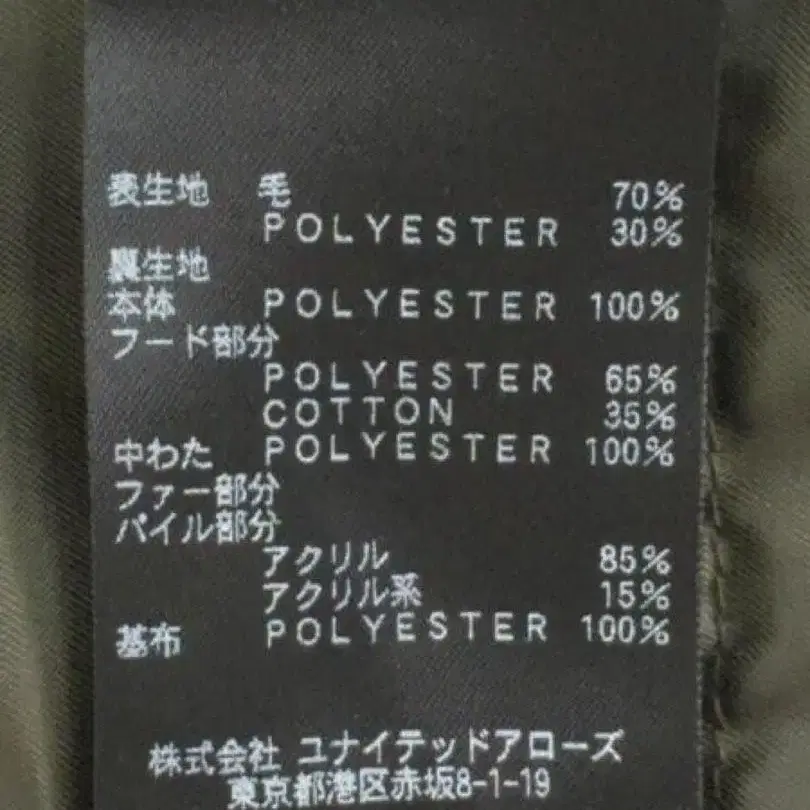 表生地 毛 70%
POLYESTER 30%
裏生地
本体 POLYESTER 100%
フード部分
POLYESTER 65%
COTTON 35%
中わた POLYESTER 100%
ファー部分
パイル部分
アクリル 85%
アクリル系 15%
基布 POLYESTER 100%
株式会社 ユナイテッドアローズ
東京都港区赤坂8-1-19